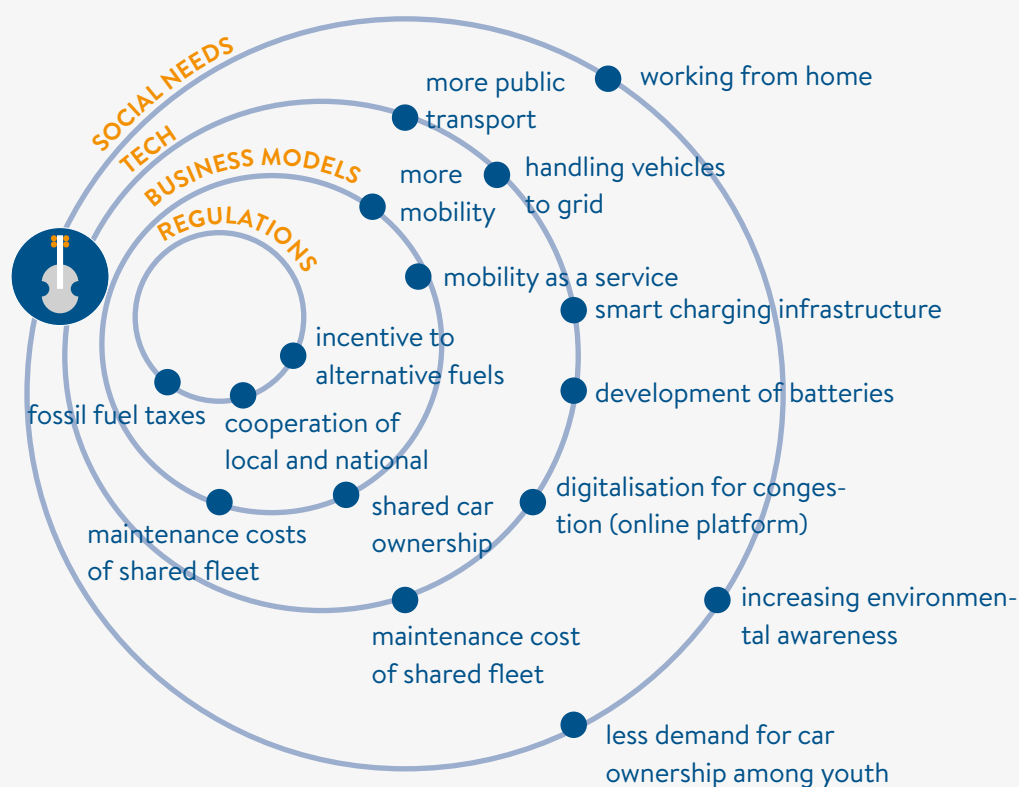 SOCIAL NEEDS
TECH
BUSINESS MODELS
REGULATIONS
working from home
more public
transport
handling vehicles
to grid
more
mobility
mobility as a service
smart charging infrastructure
incentive to
alternative fuels
development of batteries
fossil fuel taxes
cooperation of
local and national
shared car
ownership
digitalisation for conges-
tion (online platform)
maintenance costs
of shared fleet
maintenance cost
of shared fleet
increasing environmen-
tal awareness
less demand for car
ownership among youth